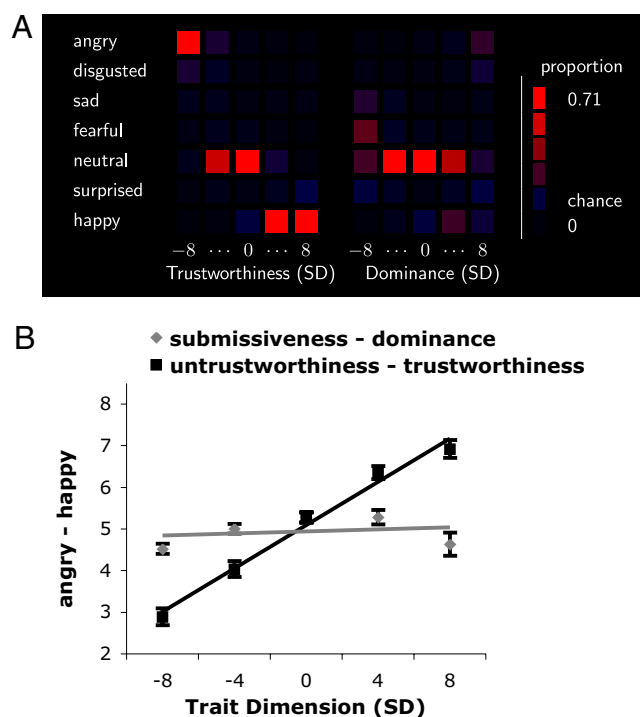 A
angry
disgusted
sad
fearful
neutral
surprised
happy
−8 ··· 0 ··· 8
Trustworthiness (SD)
−8 ··· 0 ··· 8
Dominance (SD)
proportion
0.71
chance
0
B
submissiveness - dominance
untrustworthiness - trustworthiness
angry - happy
8
7
6
5
4
3
2
-8 -4 0 4 8
Trait Dimension (SD)